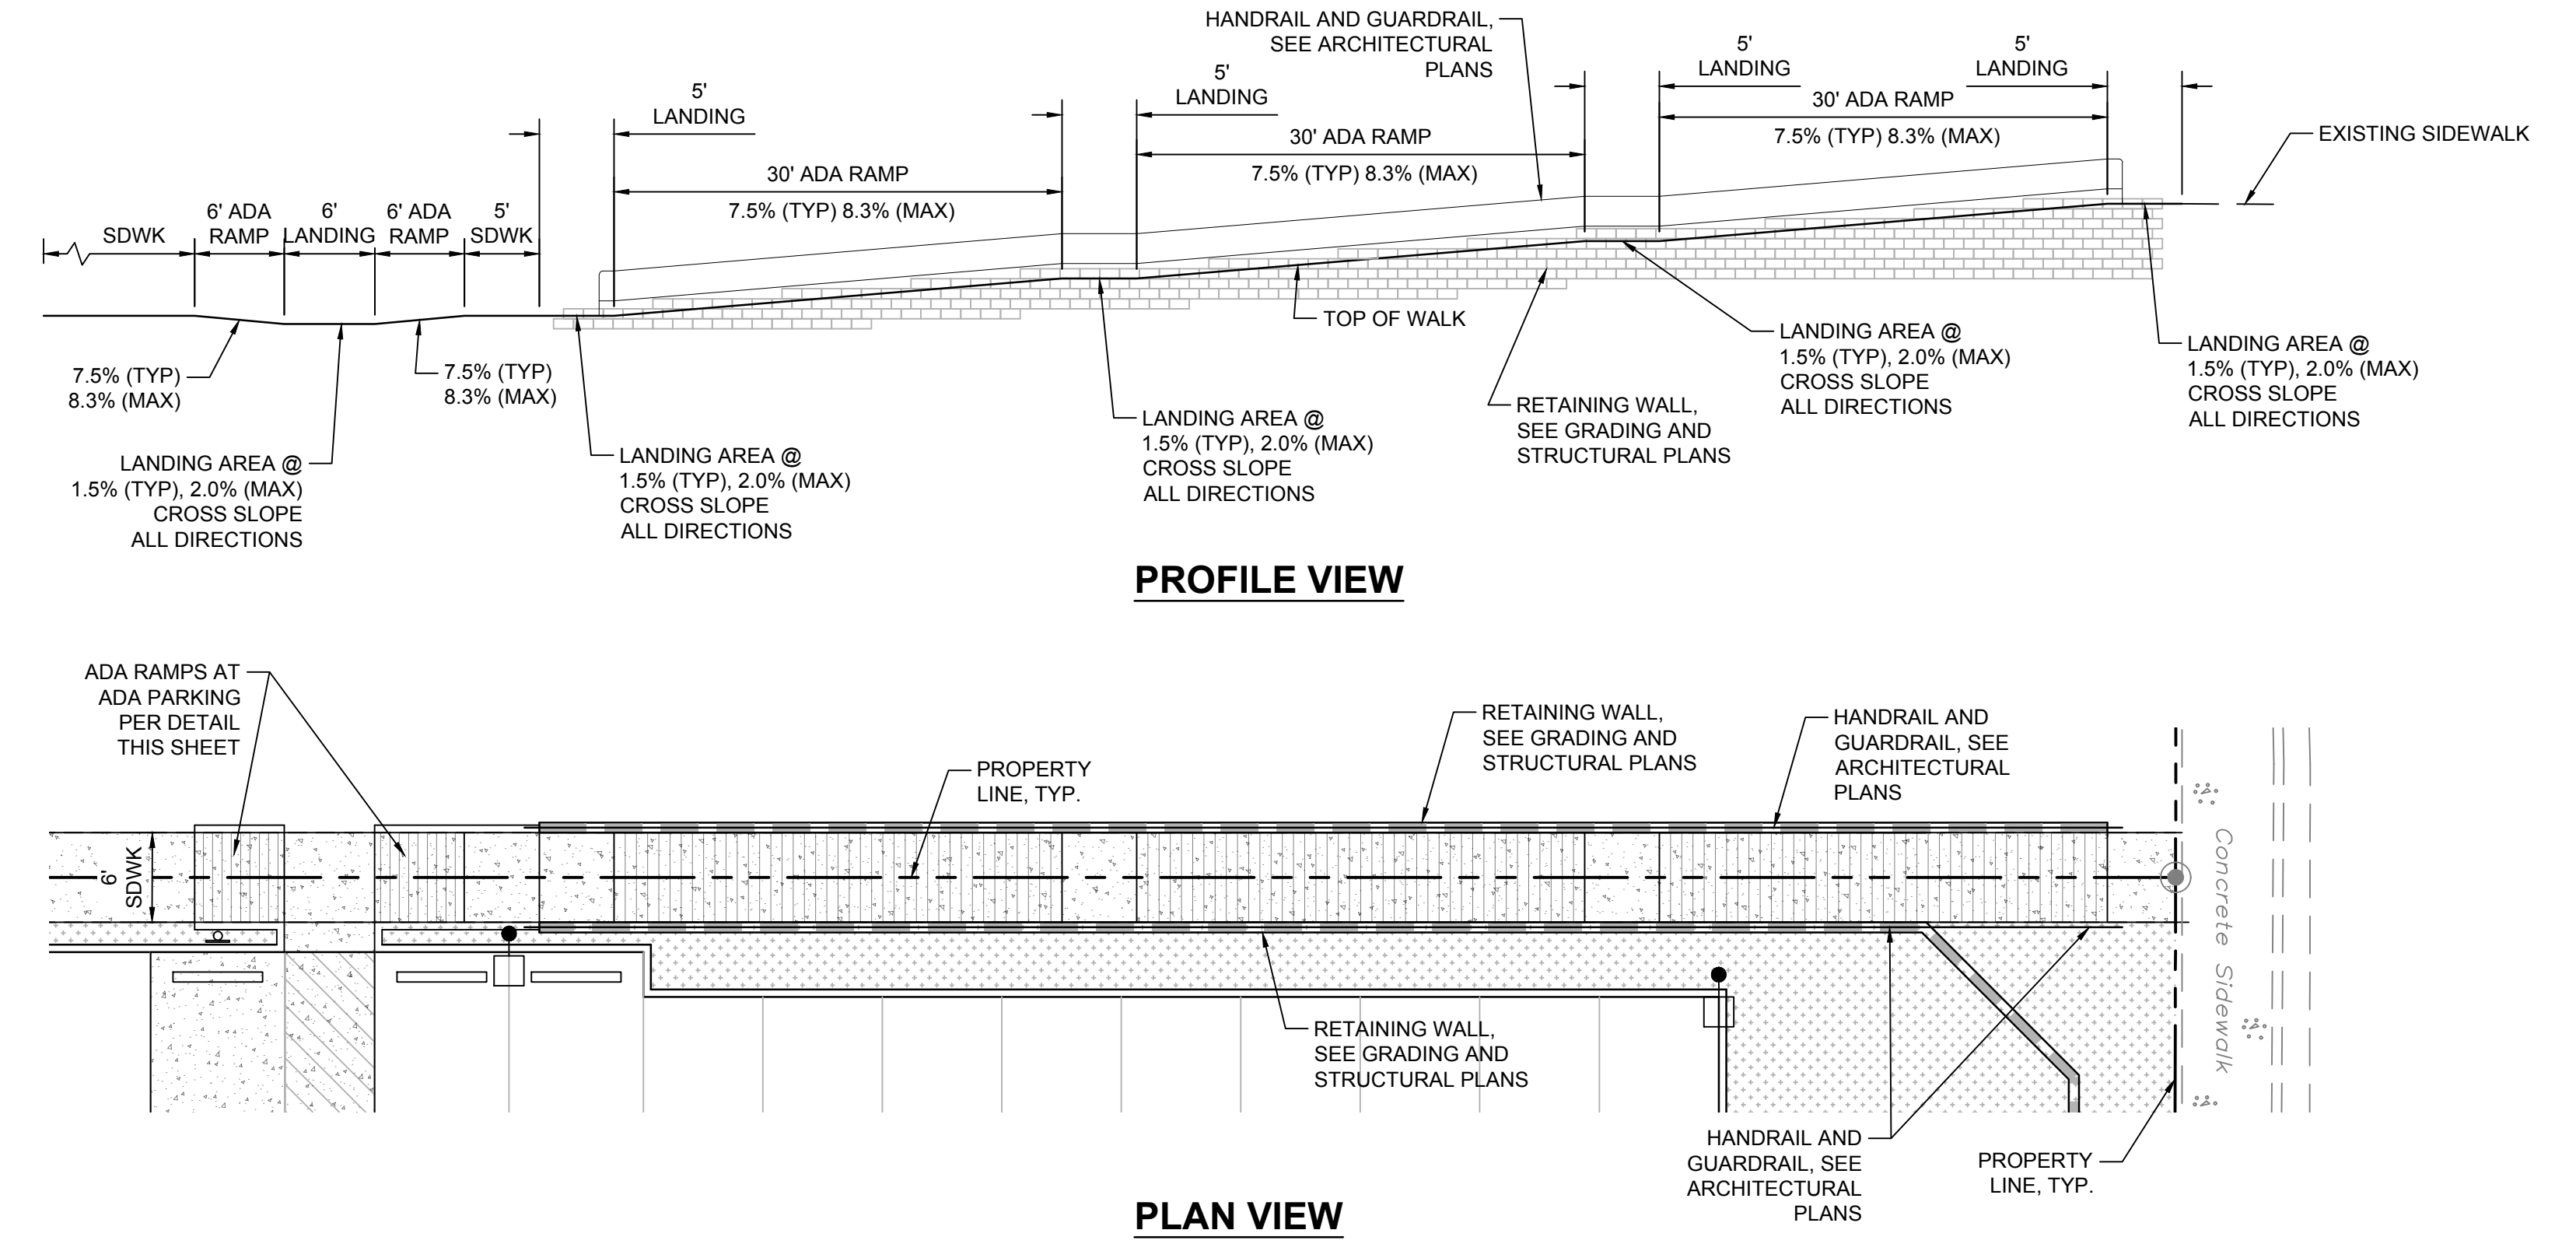 HANDRAIL AND GUARDRAIL,
SEE ARCHITECTURAL
PLANS
5'
LANDING
5'
LANDING
5'
LANDING
5'
LANDING
30' ADA RAMP
7.5% (TYP) 8.3% (MAX)
30' ADA RAMP
7.5% (TYP) 8.3% (MAX)
30' ADA RAMP
7.5% (TYP) 8.3% (MAX)
EXISTING SIDEWALK
SDWK
6' ADA
RAMP
6'
LANDING
6' ADA
RAMP
5'
SDWK
7.5% (TYP)
8.3% (MAX)
7.5% (TYP)
8.3% (MAX)
LANDING AREA @
1.5% (TYP), 2.0% (MAX)
CROSS SLOPE
ALL DIRECTIONS
LANDING AREA @
1.5% (TYP), 2.0% (MAX)
CROSS SLOPE
ALL DIRECTIONS
LANDING AREA @
1.5% (TYP), 2.0% (MAX)
CROSS SLOPE
ALL DIRECTIONS
TOP OF WALK
RETAINING WALL,
SEE GRADING AND
STRUCTURAL PLANS
LANDING AREA @
1.5% (TYP), 2.0% (MAX)
CROSS SLOPE
ALL DIRECTIONS
LANDING AREA @
1.5% (TYP), 2.0% (MAX)
CROSS SLOPE
ALL DIRECTIONS
PROFILE VIEW
ADA RAMPS AT
ADA PARKING
PER DETAIL
THIS SHEET
PROPERTY
LINE, TYP.
RETAINING WALL,
SEE GRADING AND
STRUCTURAL PLANS
HANDRAIL AND
GUARDRAIL, SEE
ARCHITECTURAL
PLANS
6'
SDWK
Concrete Sidewalk
RETAINING WALL,
SEE GRADING AND
STRUCTURAL PLANS
HANDRAIL AND
GUARDRAIL, SEE
ARCHITECTURAL
PLANS
PROPERTY
LINE, TYP.
PLAN VIEW